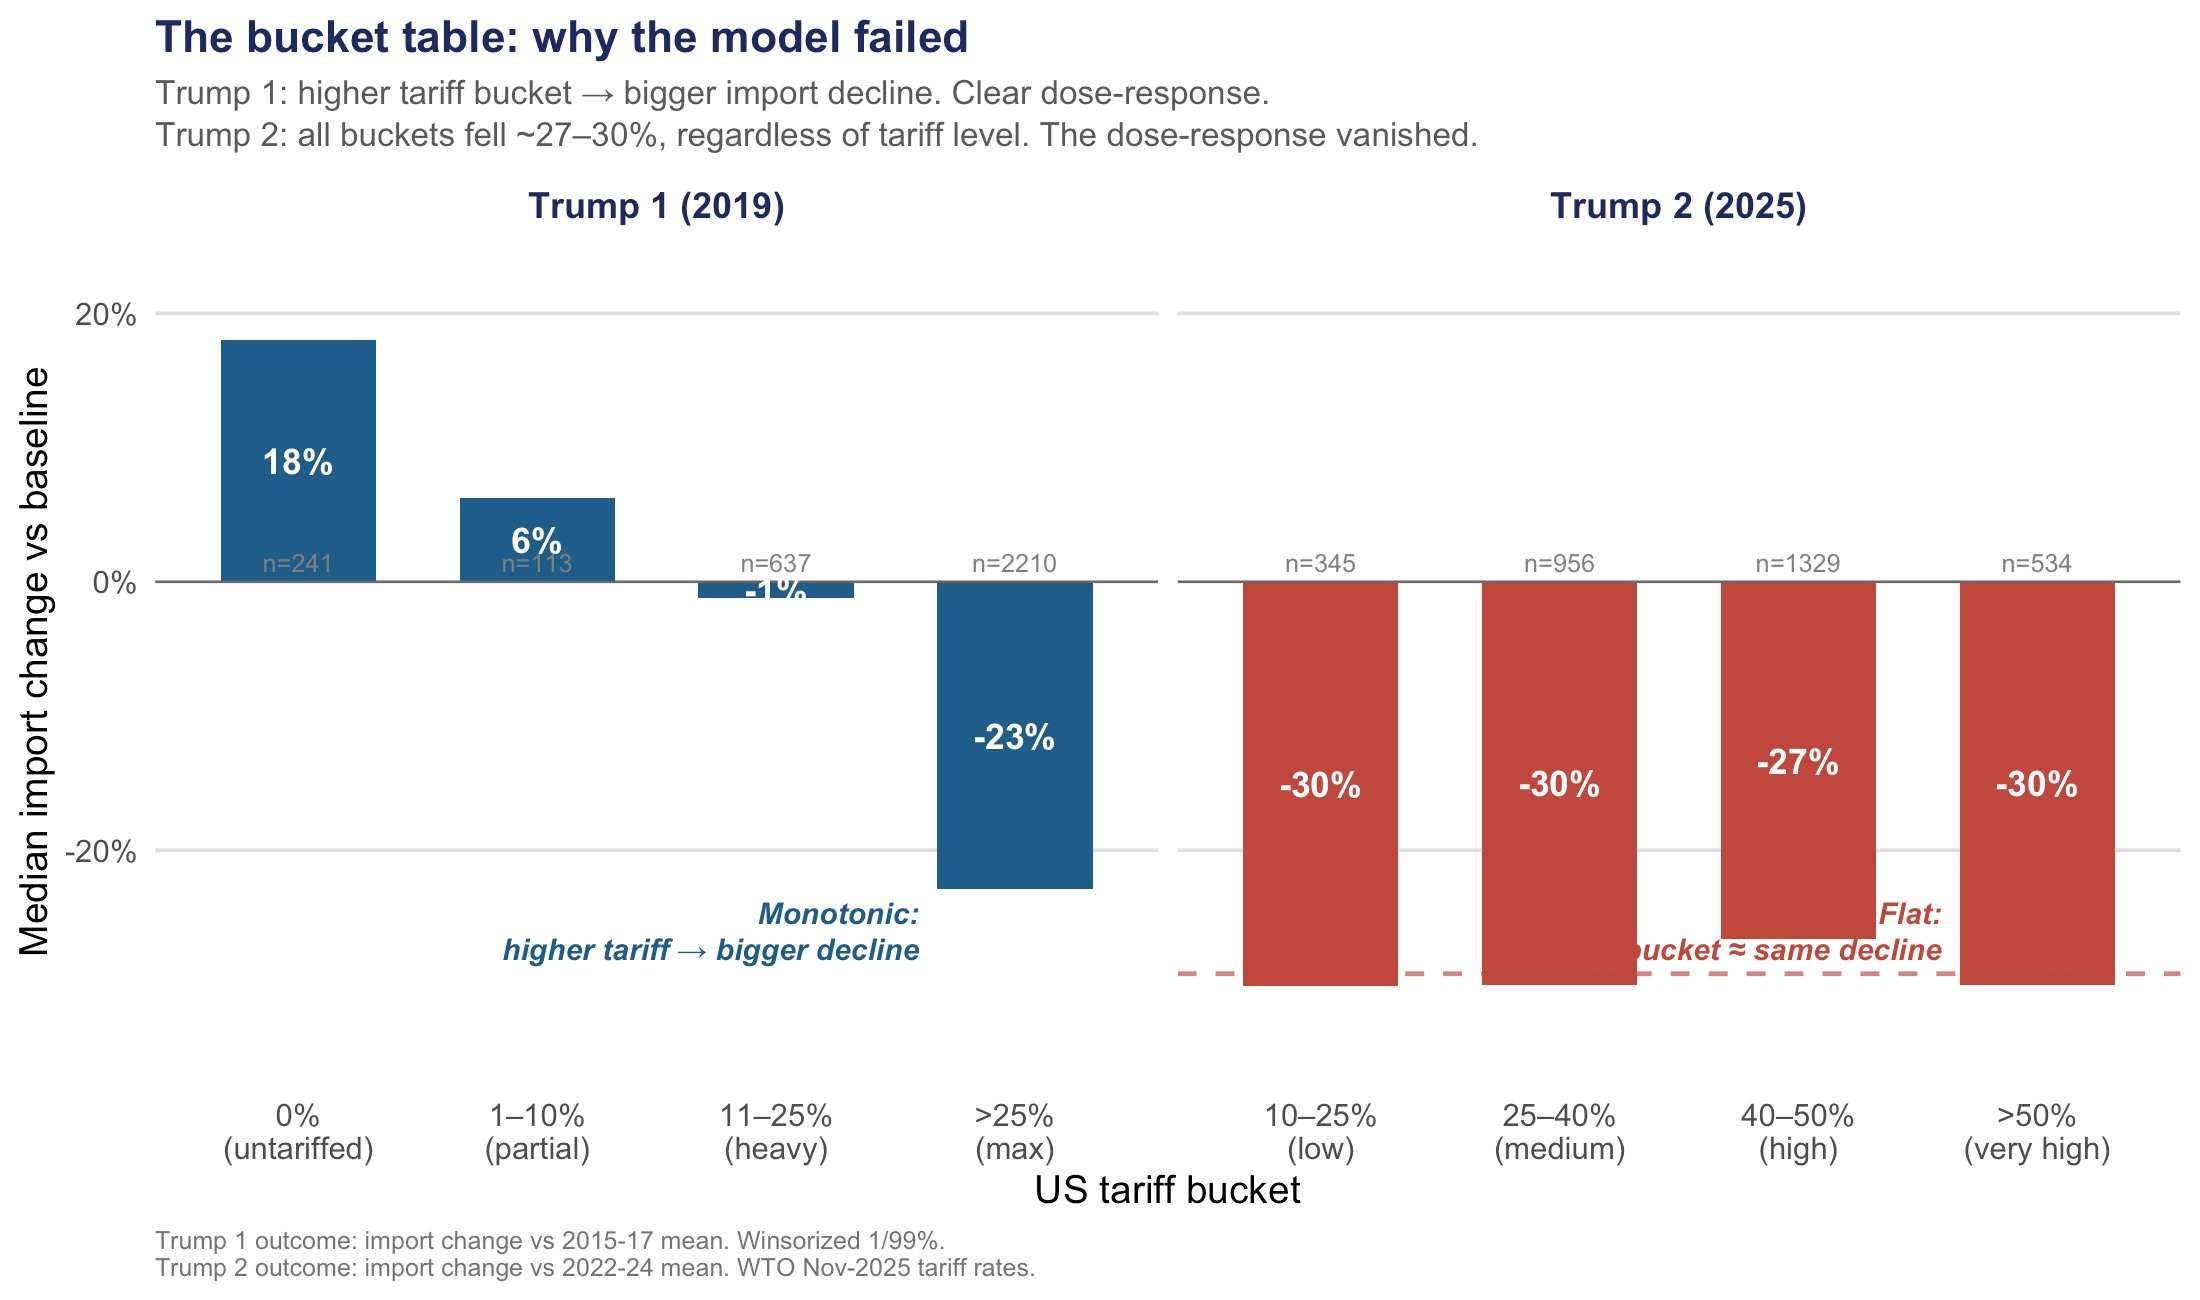 The bucket table: why the model failed
Trump 1: higher tariff bucket → bigger import decline. Clear dose-response.
Trump 2: all buckets fell ~27–30%, regardless of tariff level. The dose-response vanished.
Trump 1 (2019)
Trump 2 (2025)
Median import change vs baseline
20%
0%
-20%
18%
6%
-1%
-23%
n=241
n=113
n=637
n=2210
Monotonic:
higher tariff → bigger decline
n=345
n=956
n=1329
n=534
-30%
-30%
-27%
-30%
Flat:
bucket ≈ same decline
0%
(untariffed)
1–10%
(partial)
11–25%
(heavy)
>25%
(max)
10–25%
(low)
25–40%
(medium)
40–50%
(high)
>50%
(very high)
US tariff bucket
Trump 1 outcome: import change vs 2015-17 mean. Winsorized 1/99%.
Trump 2 outcome: import change vs 2022-24 mean. WTO Nov-2025 tariff rates.